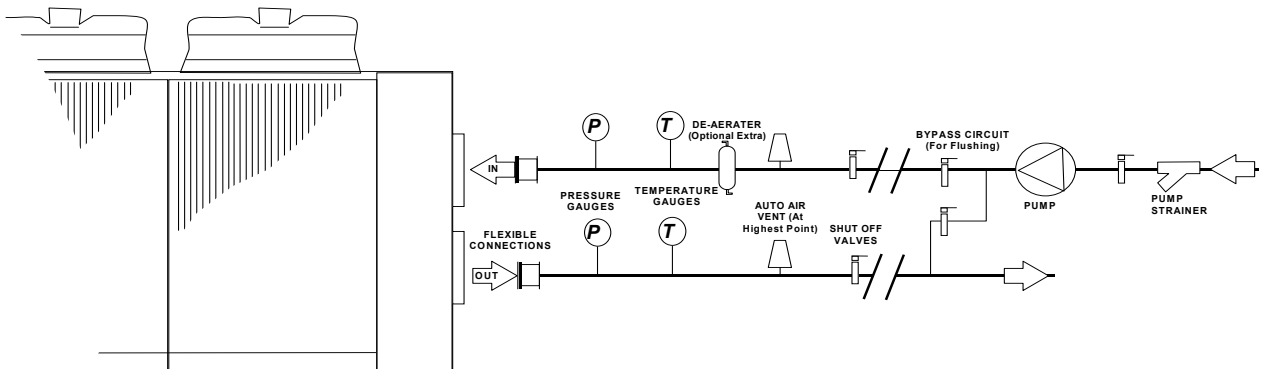 P
T
DE-AERATER
(Optional Extra)
BYPASS CIRCUIT
(For Flushing)
IN
PRESSURE
GAUGES
TEMPERATURE
GAUGES
PUMP
PUMP
STRAINER
AUTO AIR
VENT (At
Highest Point)
SHUT OFF
VALVES
FLEXIBLE
CONNECTIONS
P
T
OUT